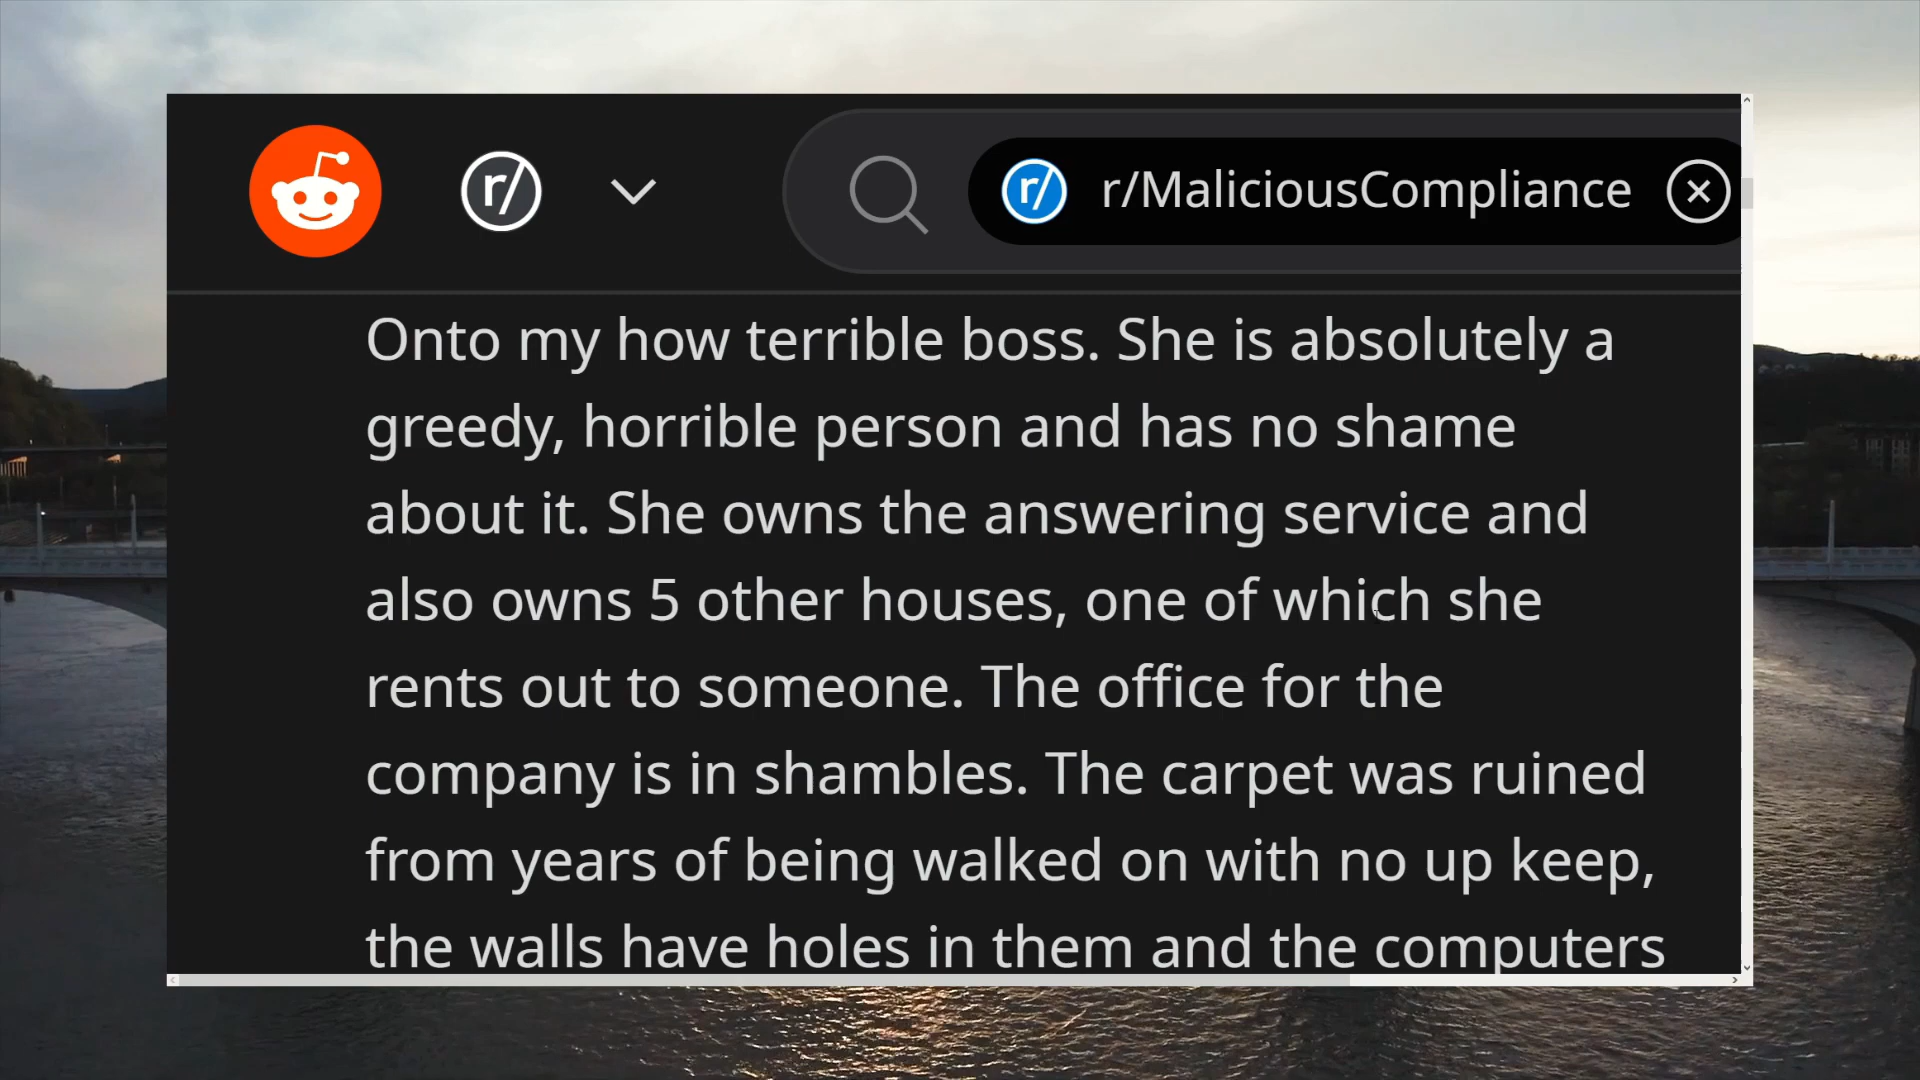 r/
r/ r/MaliciousCompliance
Onto my how terrible boss. She is absolutely a
greedy, horrible person and has no shame
about it. She owns the answering service and
also owns 5 other houses, one of which she
rents out to someone. The office for the
company is in shambles. The carpet was ruined
from years of being walked on with no up keep,
the walls have holes in them and the computers